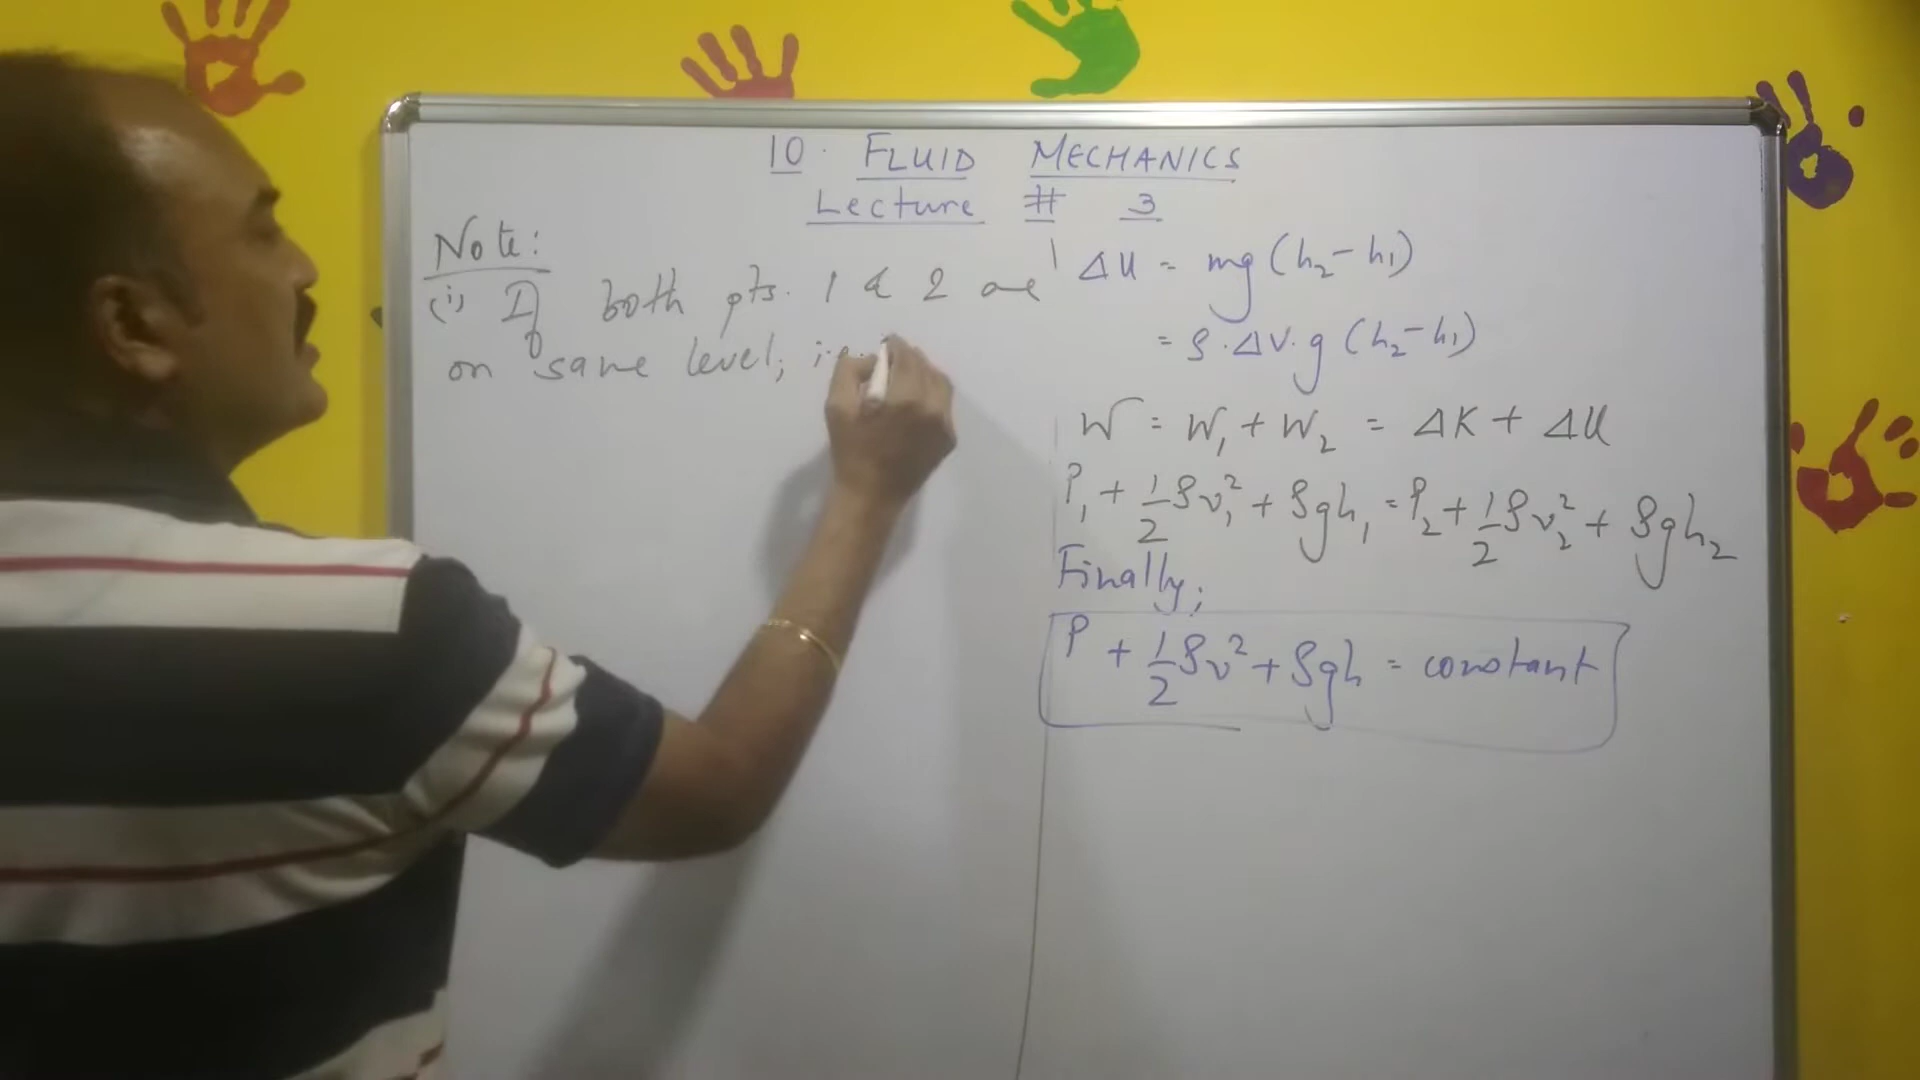 10. FLUID MECHANICS
Lecture # 3
Note:
(i) If both pts. 1 & 2 are
on same level; i.e.
ΔU = mg (h₂ - h₁)
= ρ.ΔV.g (h₂ - h₁)
W = W₁ + W₂ = ΔK + ΔU
P₁ + 1/2 ρv₁² + ρgh₁ = P₂ + 1/2 ρv₂² + ρgh₂
Finally;
P + 1/2 ρv² + ρgh = constant